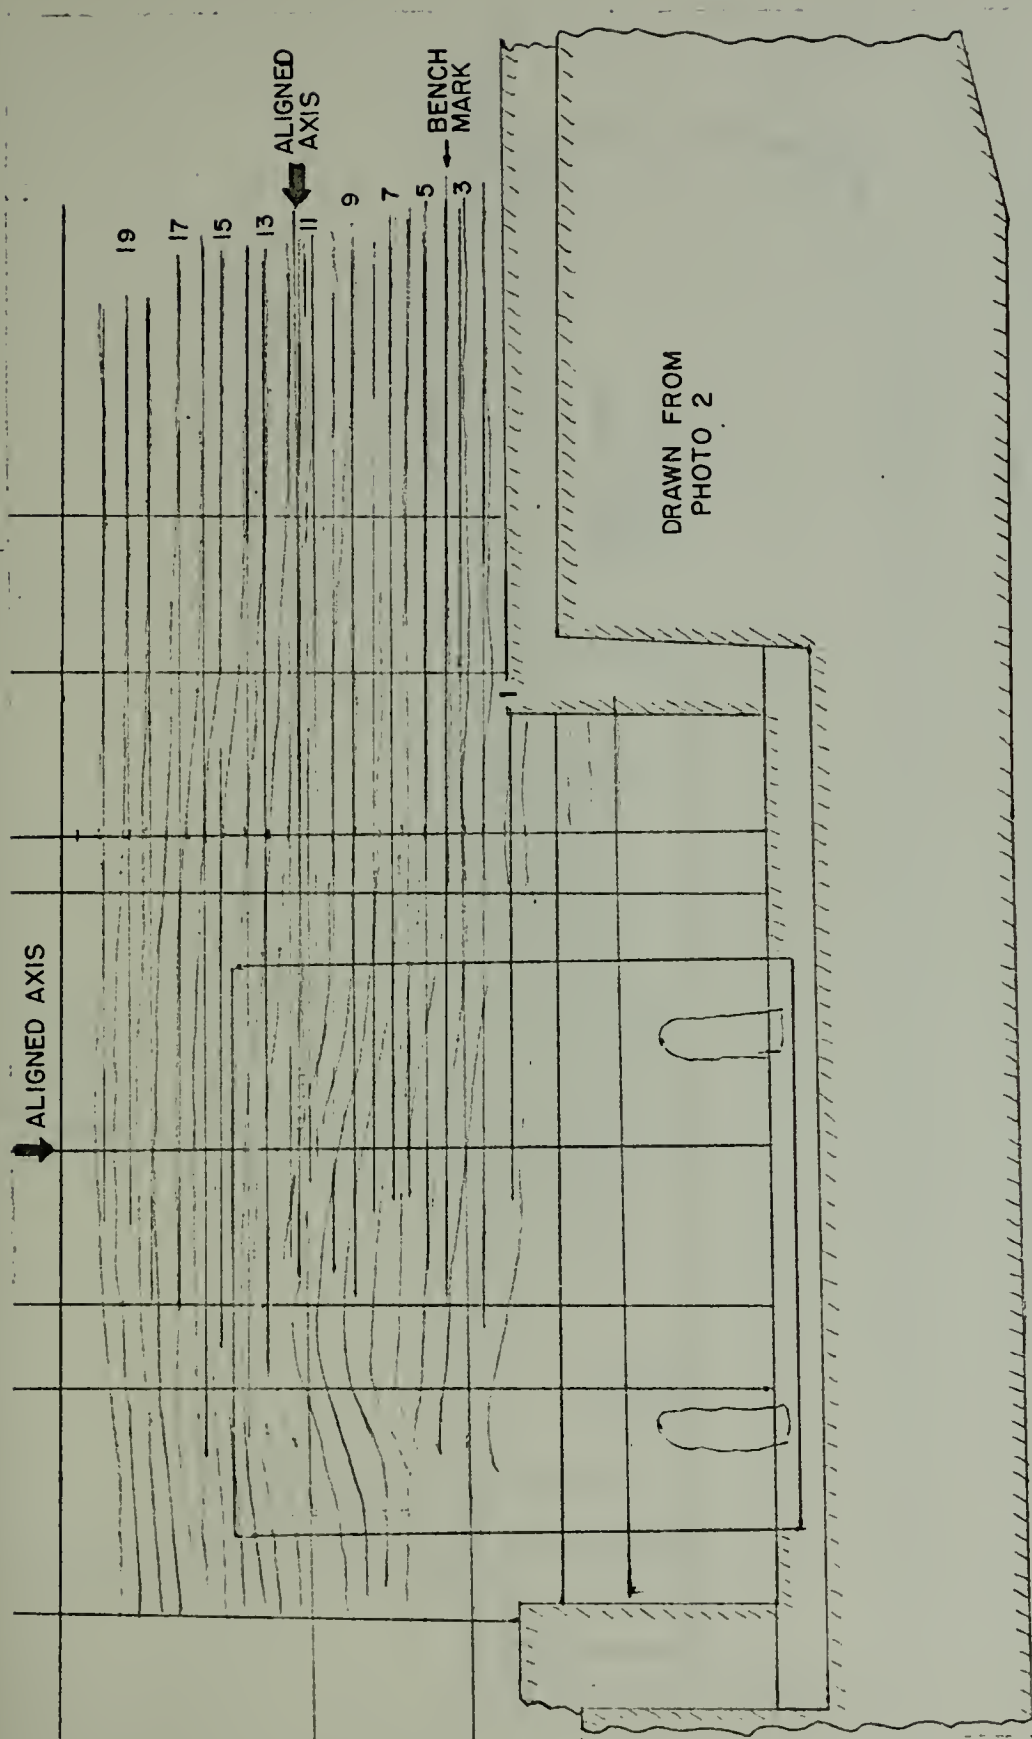 ALIGNED AXIS
ALIGNED
AXIS
BENCH
MARK
19
17
15
13
11
9
7
5
3
1
DRAWN FROM
PHOTO 2